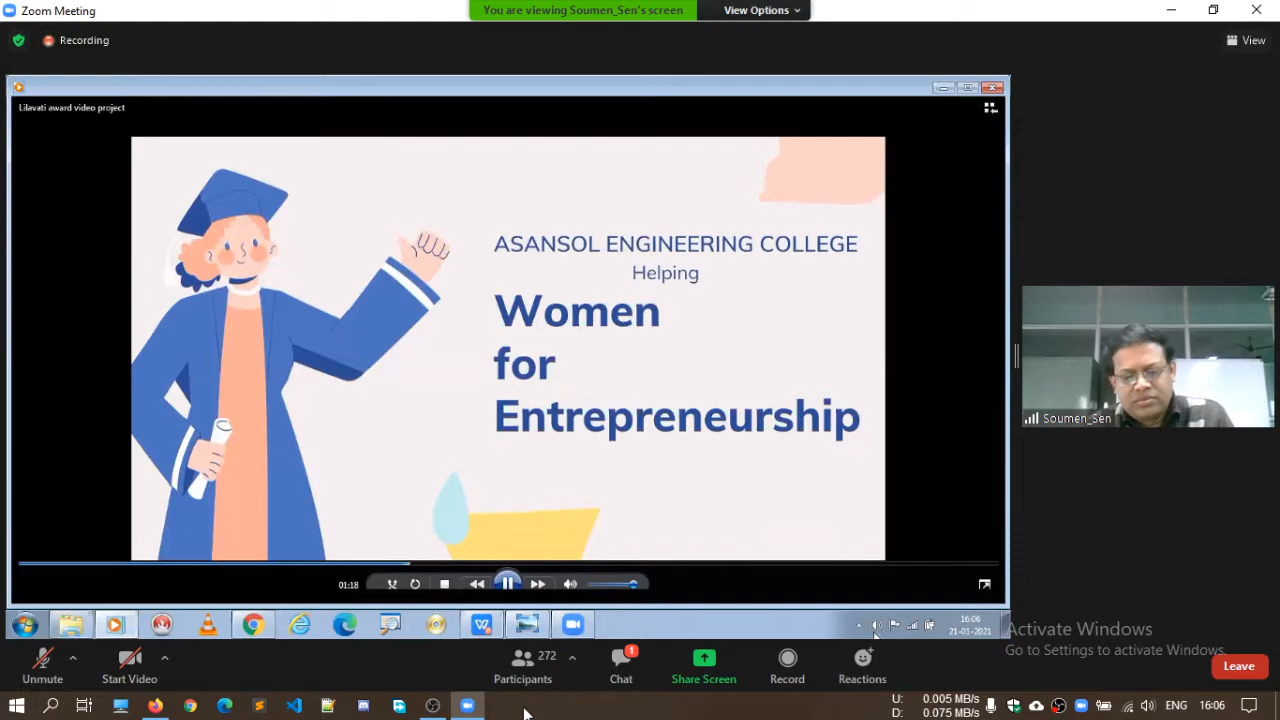 Zoom Meeting
You are viewing Soumen_Sen's screen
View Options
Recording
View
Lilavati award video project
ASANSOL ENGINEERING COLLEGE
Helping
Women
for
Entrepreneurship
Soumen_Sen
01:18
16:06
21-01-2021
Activate Windows
Go to Settings to activate Windows.
Unmute
Start Video
272
Participants
1
Chat
Share Screen
Record
Reactions
Leave
U: 0.005 MB/s
D: 0.075 MB/s
ENG
16:06